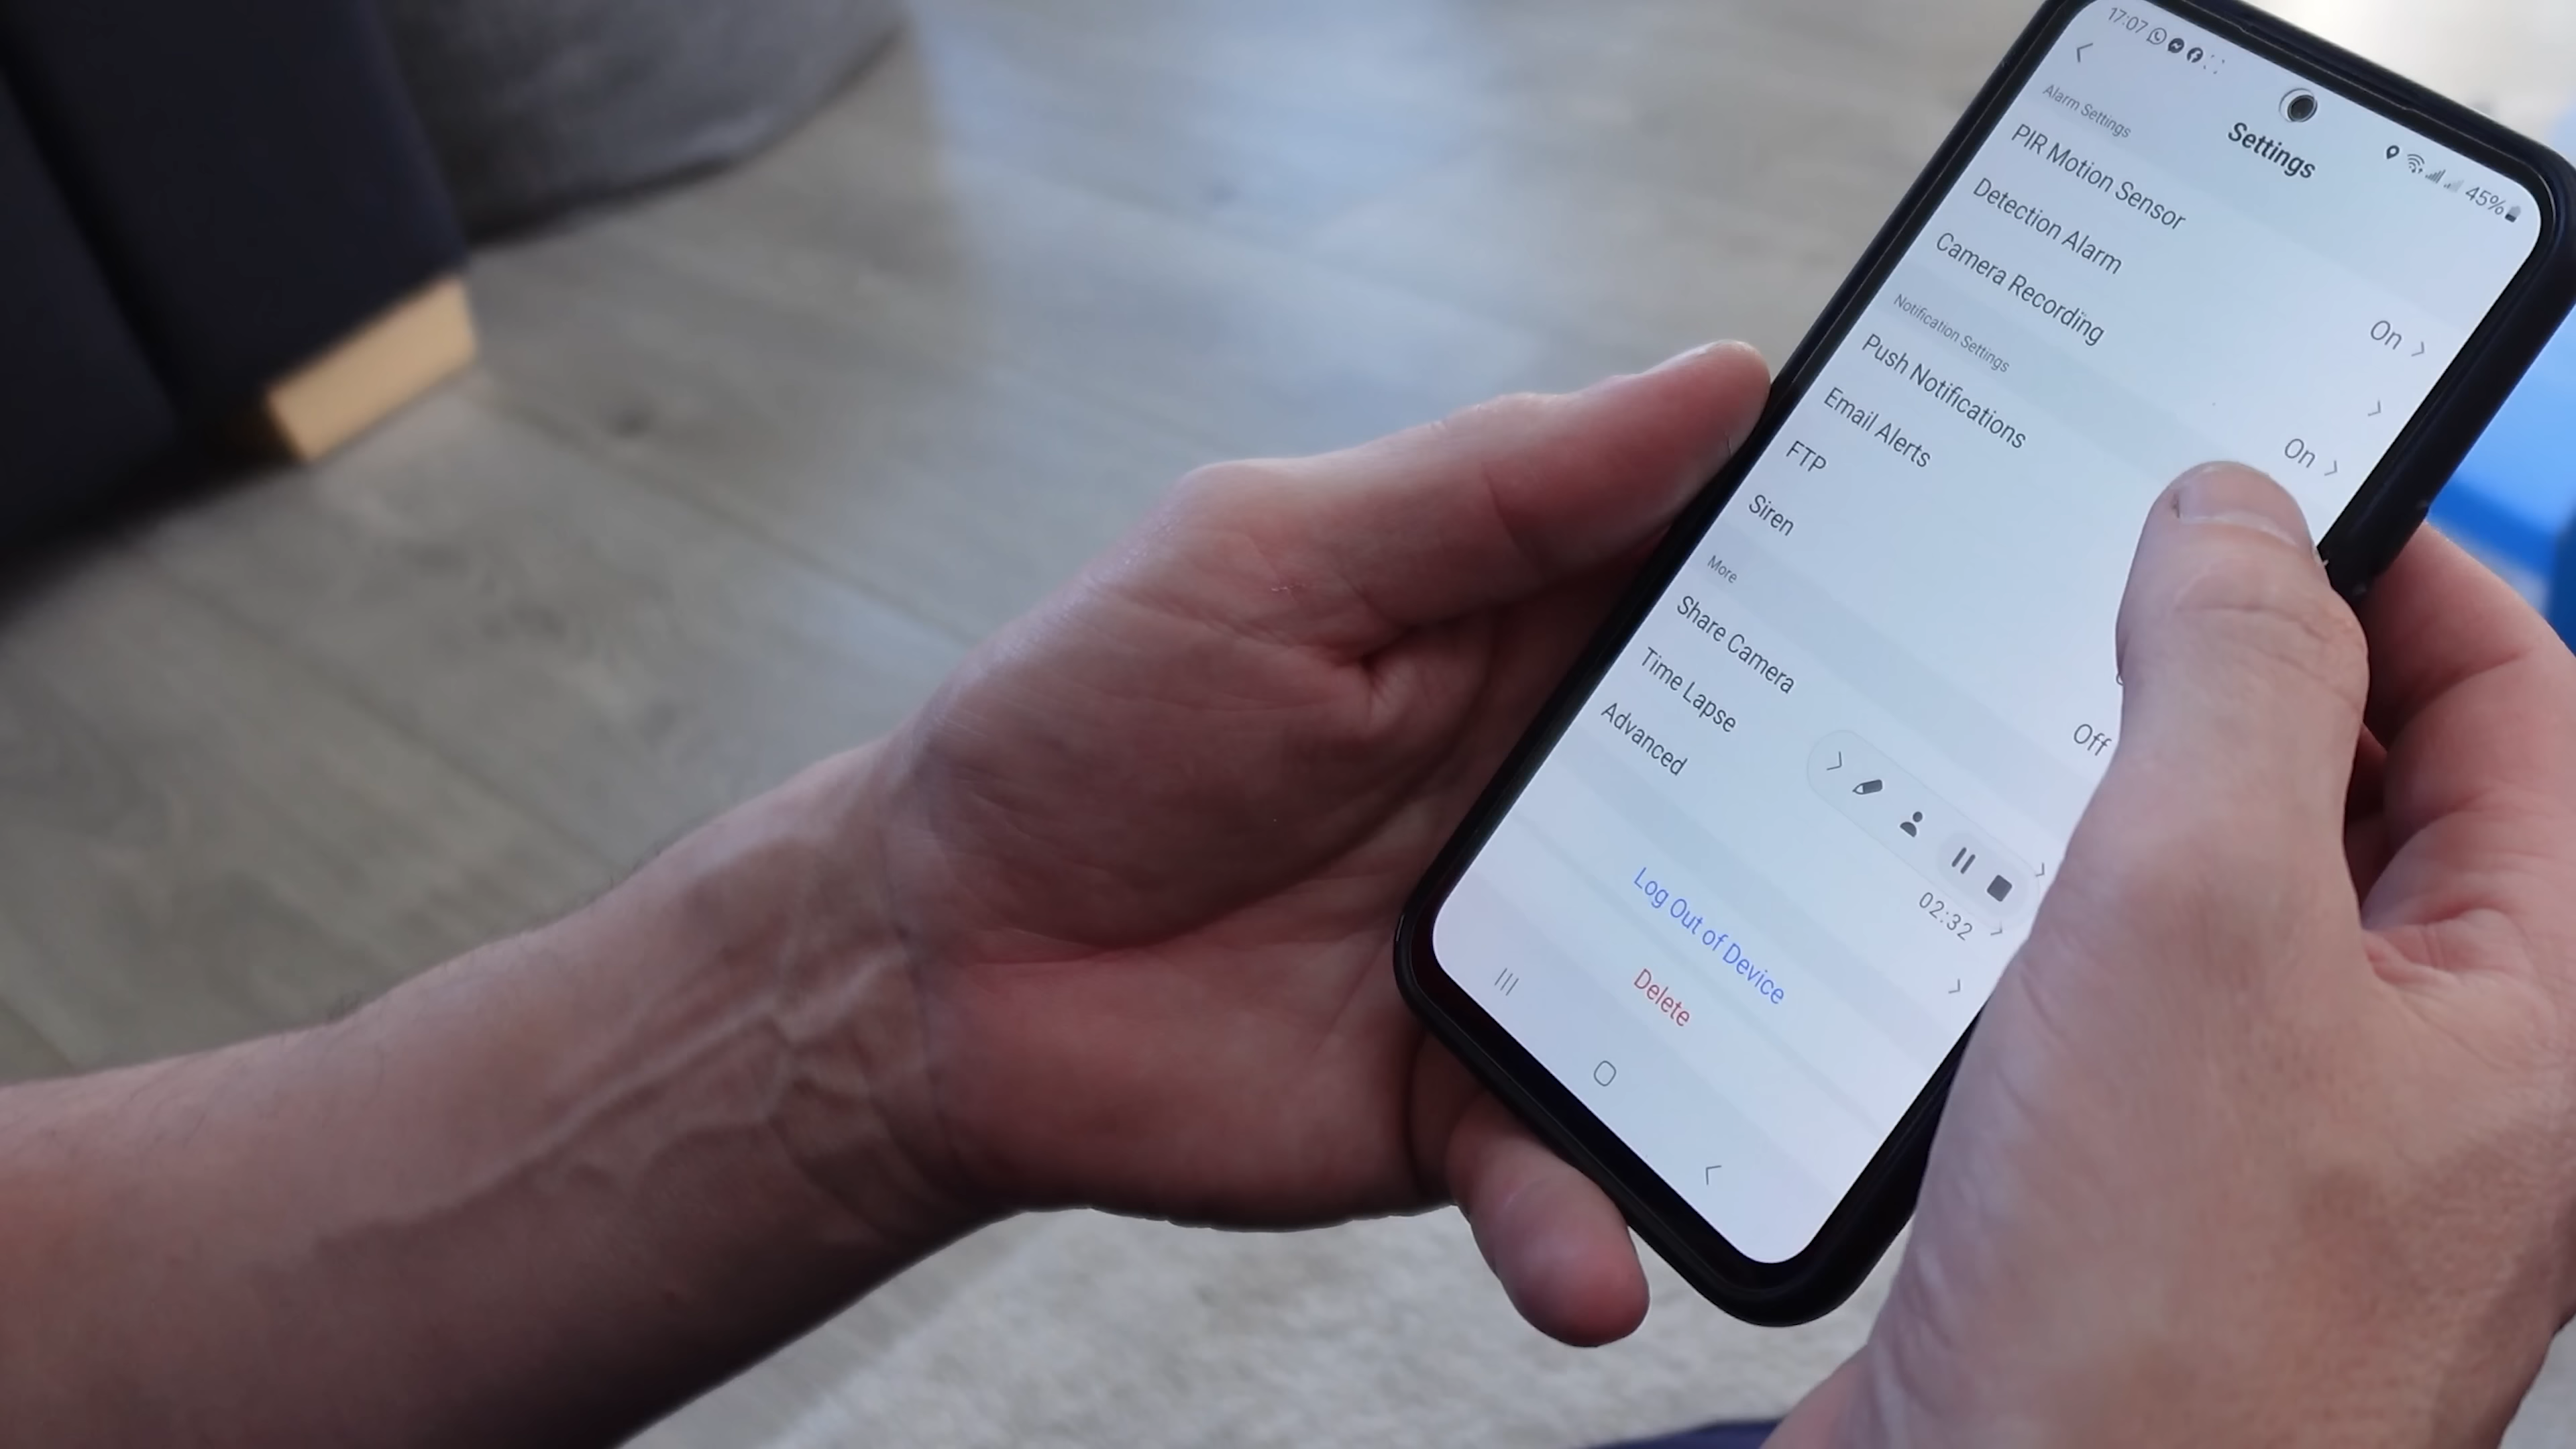 17:07
45%
Settings
Alarm Settings
PIR Motion Sensor On
Detection Alarm
Camera Recording On
Notification Settings
Push Notifications
Email Alerts
FTP
Siren Off
More
Share Camera
Time Lapse
Advanced
02:32
Log Out of Device
Delete